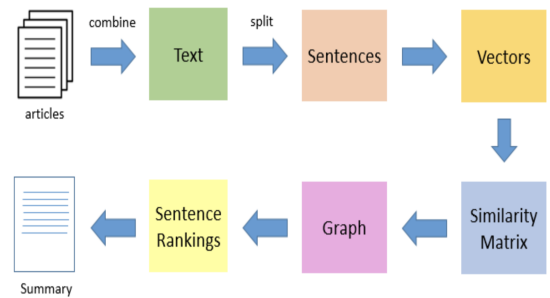 combine
split
Text
Sentences
Vectors
articles
Similarity
Matrix
Graph
Sentence
Rankings
Summary